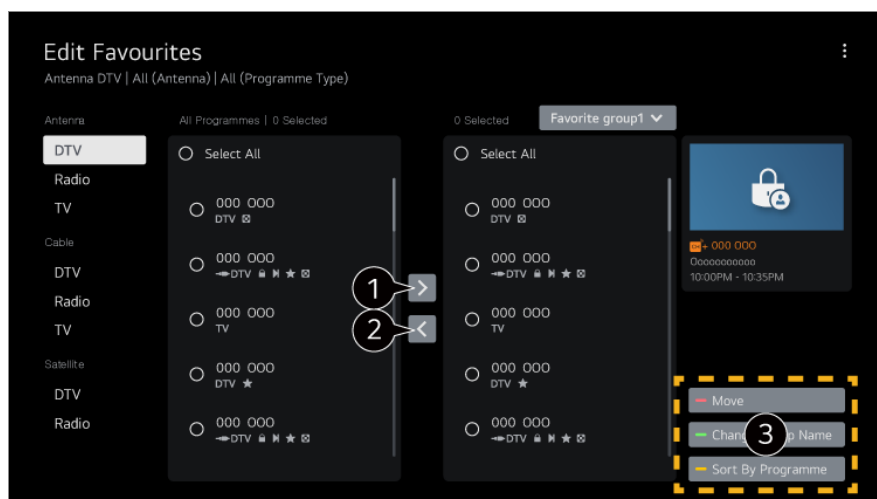 Edit Favourites
Antenna DTV | All (Antenna) | All (Programme Type)
Antenna
DTV
Radio
TV
Cable
DTV
Radio
TV
Satellite
DTV
Radio
All Programmes | 0 Selected
Select All
000 000
DTV
000 000
DTV
000 000
TV
000 000
DTV
000 000
DTV
1
2
0 Selected
Favorite group1
Select All
000 000
DTV
000 000
DTV
000 000
TV
000 000
DTV
000 000
DTV
000 000
Ooooooooooo
10:00PM - 10:35PM
Move
3
Name
Sort By Programme